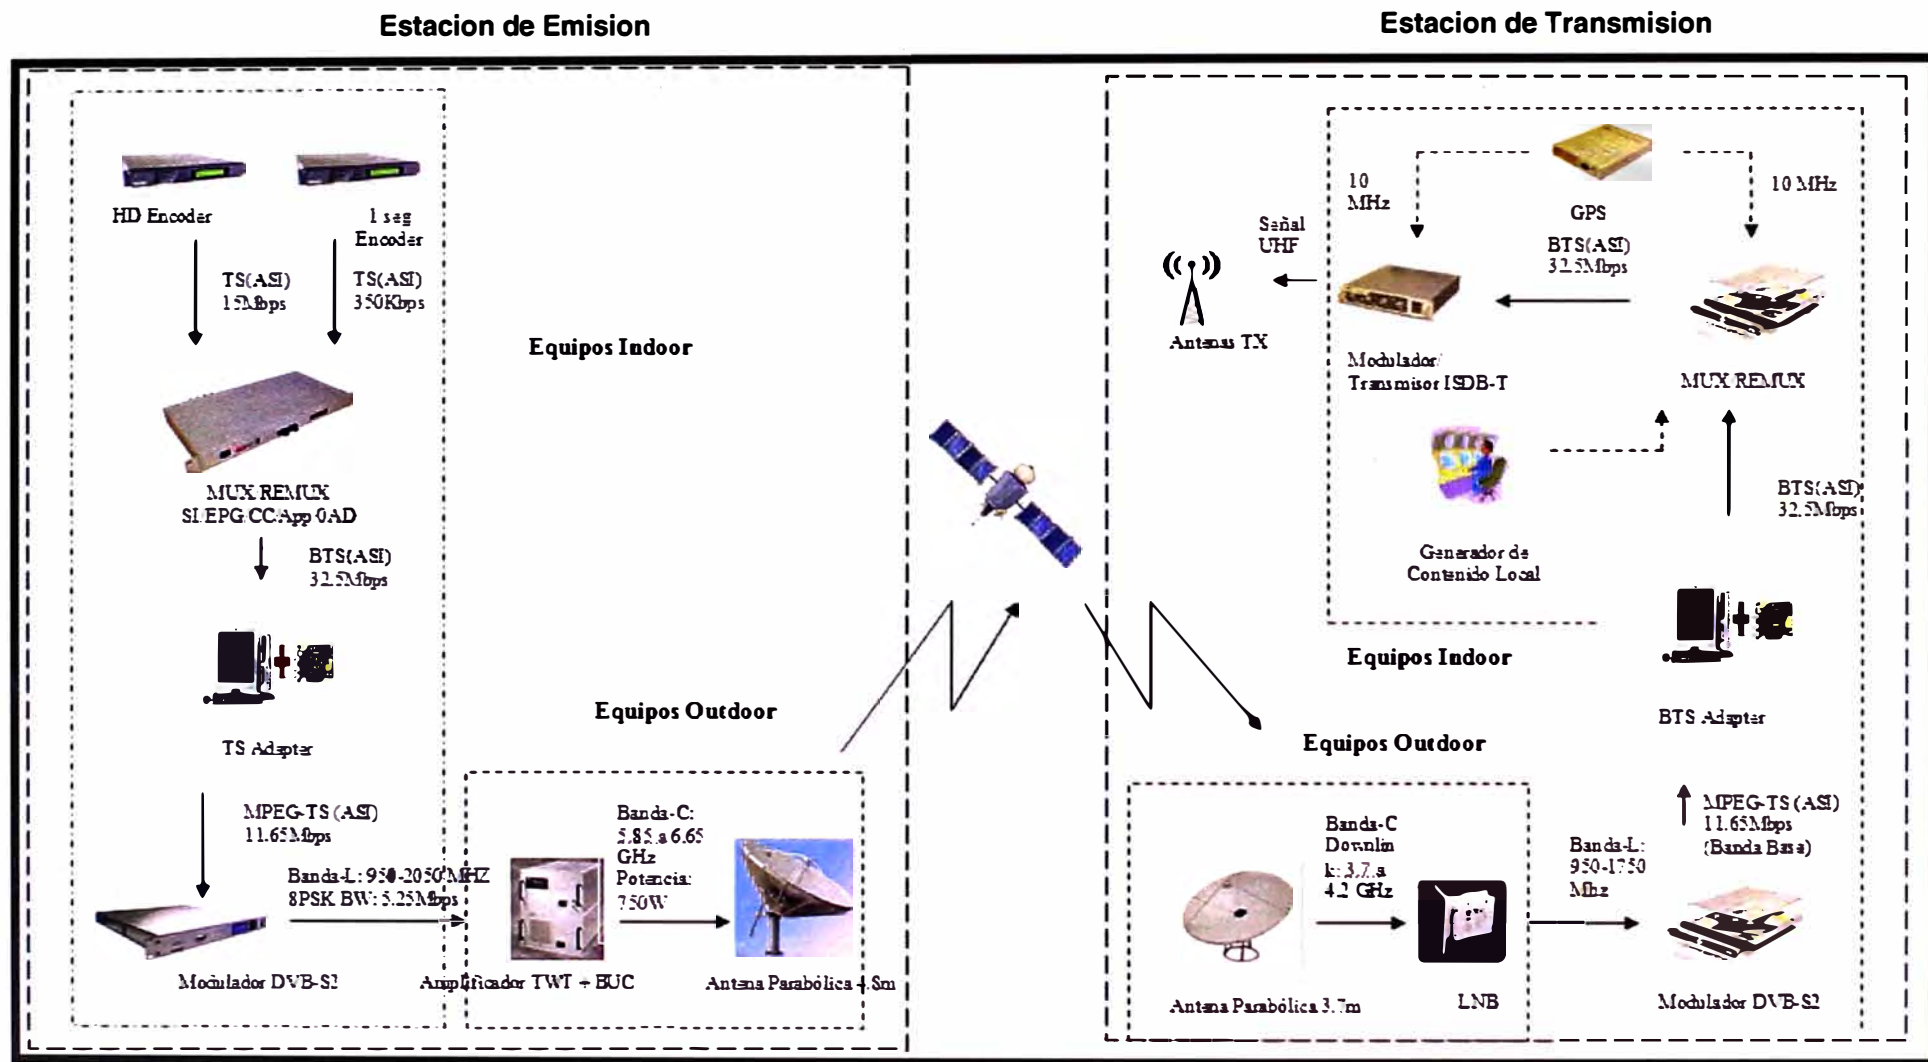 Estacion de Emision
Estacion de Transmision
HD Encoder
1 seg
Encoder
TS(ASI)
15Mbps
TS(ASI)
350Kbps
Equipos Indoor
MUX/REMUX
SI/EPG/CC/App 0AD
BTS(ASI)
32.5Mbps
TS Adapter
Equipos Outdoor
MPEG-TS (ASI)
11.65Mbps
Banda-L: 950-2050 MHZ
8PSK BW: 5.25Mbps
Modulador DVB-S2
Banda-C:
5.85 a 6.65
GHz
Potencia:
750W
Amplificador TWT + BUC
Antena Parabólica 4.8m
10
MHz
GPS
10 MHz
Señal
UHF
BTS(ASI)
32.5Mbps
Antenas TX
Modulador/
Transmisor ISDB-T
MUX/REMUX
Generador de
Contenido Local
BTS(ASI)
32.5Mbps
Equipos Indoor
BTS Adapter
Equipos Outdoor
MPEG-TS (ASI)
11.65Mbps
(Banda Base)
Banda-C
Downlin
k: 3.7 a
4.2 GHz
Banda-L:
950-1750
Mhz
Antena Parabólica 3.7m
LNB
Modulador DVB-S2